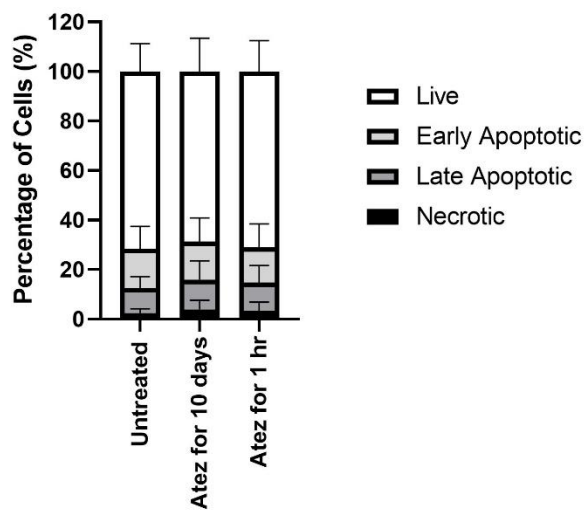 Percentage of Cells (%)
120
100
80
60
40
20
0
Untreated
Atez for 10 days
Atez for 1 hr
Live
Early Apoptotic
Late Apoptotic
Necrotic